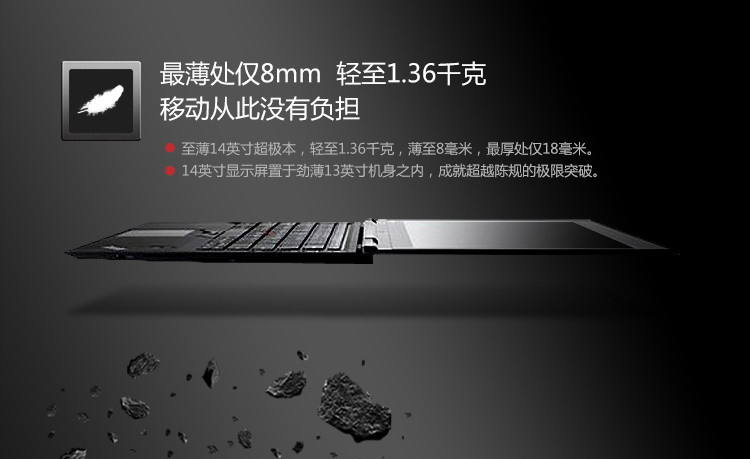 最薄处仅8mm 轻至1.36千克
移动从此没有负担
至薄14英寸超极本，轻至1.36千克，薄至8毫米，最厚处仅18毫米。
14英寸显示屏置于劲薄13英寸机身之内，成就超越陈规的极限突破。